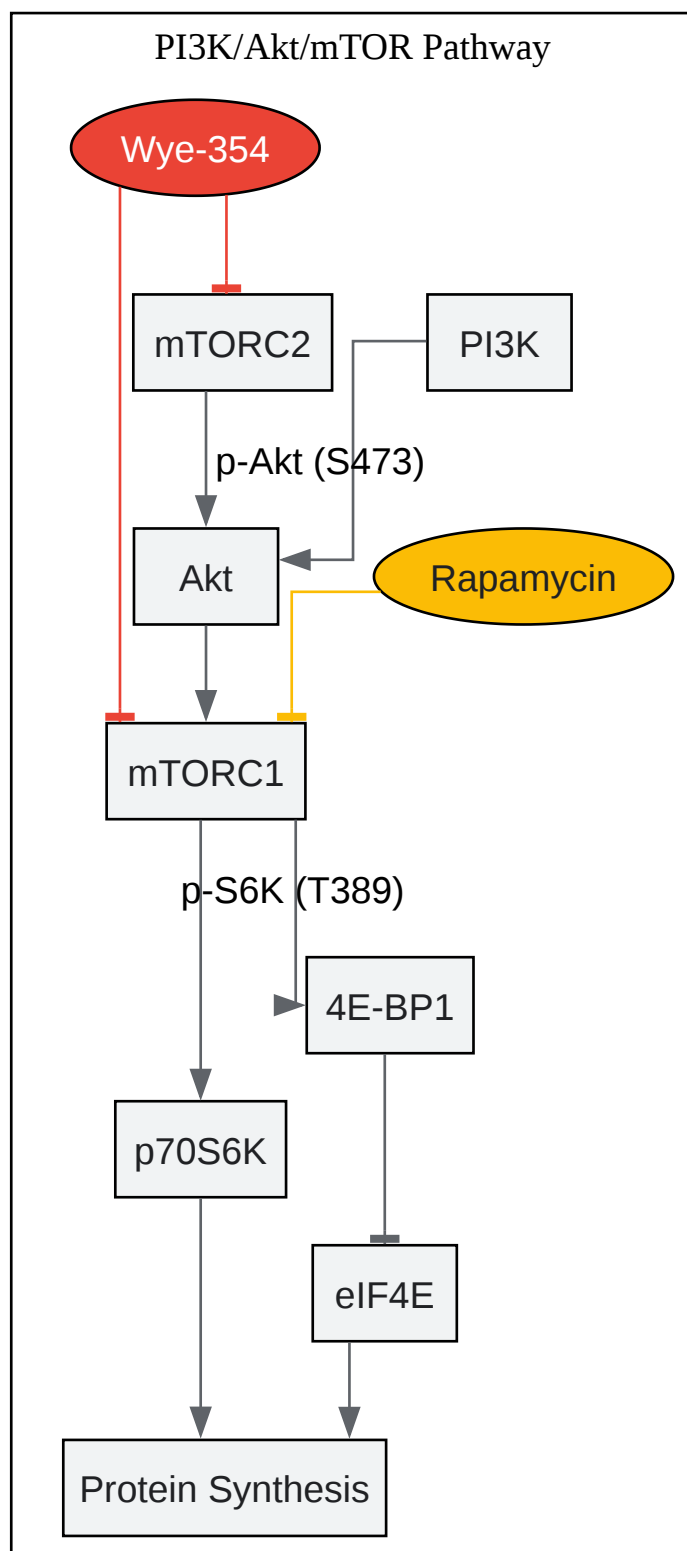 PI3K/Akt/mTOR Pathway
Wye-354
mTORC2
PI3K
p-Akt (S473)
Akt
Rapamycin
mTORC1
p-S6K (T389)
4E-BP1
p70S6K
eIF4E
Protein Synthesis